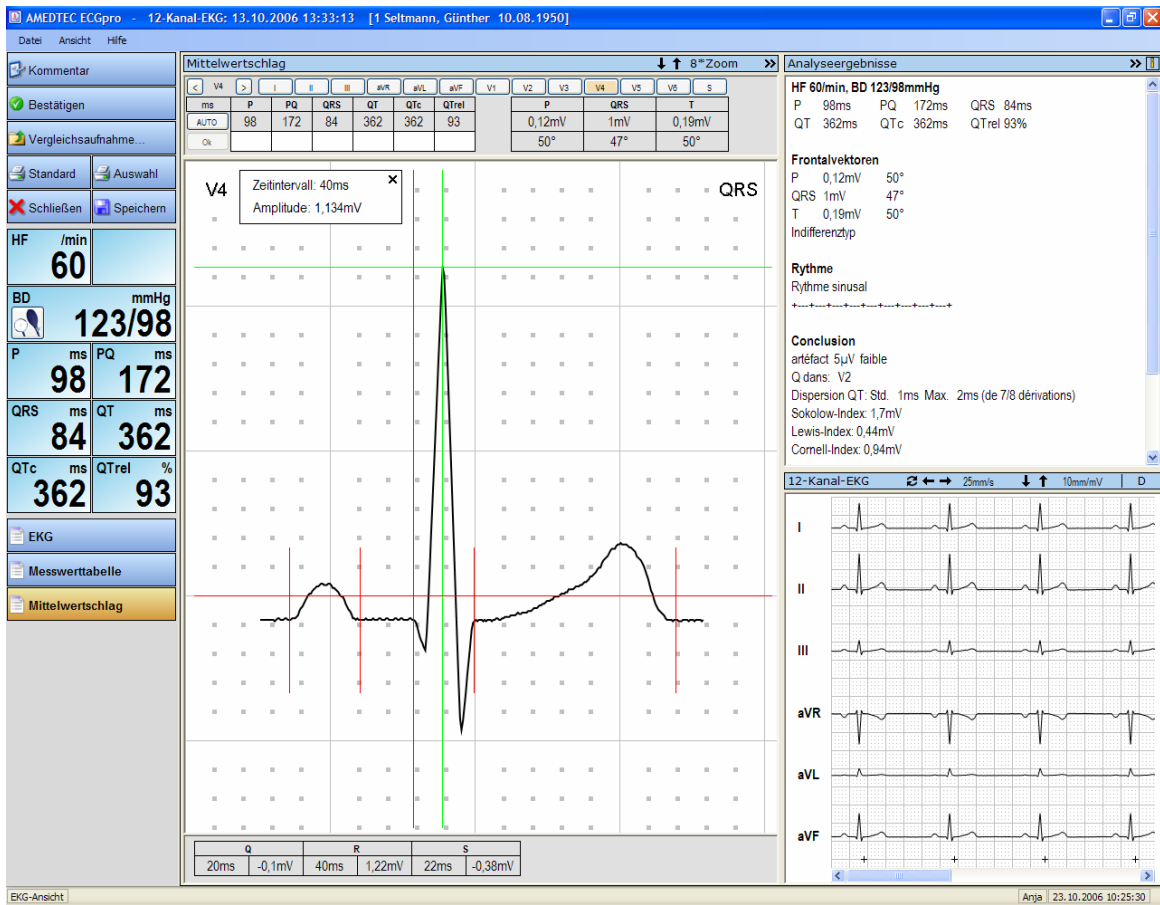 AMEDTEC ECGpro - 12-Kanal-EKG: 13.10.2006 13:33:13 [1 Seltmann, Günther 10.08.1950]
Datei Ansicht Hilfe
Kommentar
Bestätigen
Vergleichsaufnahme...
Standard Auswahl
Schließen Speichern
HF /min
60
BD mmHg
123/98
P ms PQ ms
98 172
QRS ms QT ms
84 362
QTc ms QTrel %
362 93
EKG
Messwerttabelle
Mittelwertschlag
Mittelwertschlag 8*Zoom >>
< V4 > I II III aVR aVL aVF V1 V2 V3 V4 V5 V6 S
ms P PQ QRS QT QTc QTrel P QRS T
AUTO 98 172 84 362 362 93 0,12mV 1mV 0,19mV
Ok 50° 47° 50°
V4 QRS
Zeitintervall: 40ms
Amplitude: 1,134mV
Q R S
20ms -0,1mV 40ms 1,22mV 22ms -0,38mV
Analyseergebnisse >>
HF 60/min, BD 123/98mmHg
P 98ms PQ 172ms QRS 84ms
QT 362ms QTc 362ms QTrel 93%
Frontalvektoren
P 0,12mV 50°
QRS 1mV 47°
T 0,19mV 50°
Indifferenztyp
Rythme
Rythme sinusal
+---+---+---+---+---+---+---+---+---+
Conclusion
artéfact 5µV faible
Q dans: V2
Dispersion QT: Std. 1ms Max. 2ms (de 7/8 dérivations)
Sokolow-Index: 1,7mV
Lewis-Index: 0,44mV
Cornell-Index: 0,94mV
12-Kanal-EKG 25mm/s 10mm/mV D
I
II
III
aVR
aVL
aVF
+ + + +
EKG-Ansicht Anja 23.10.2006 10:25:30